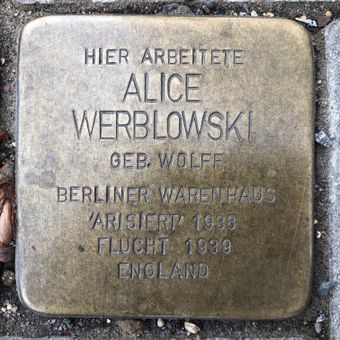 HIER ARBEITETE
ALICE
WERBLOWSKI
GEB. WOLFF
BERLINER WARENHAUS
'ARISIERT' 1938
FLUCHT 1939
ENGLAND